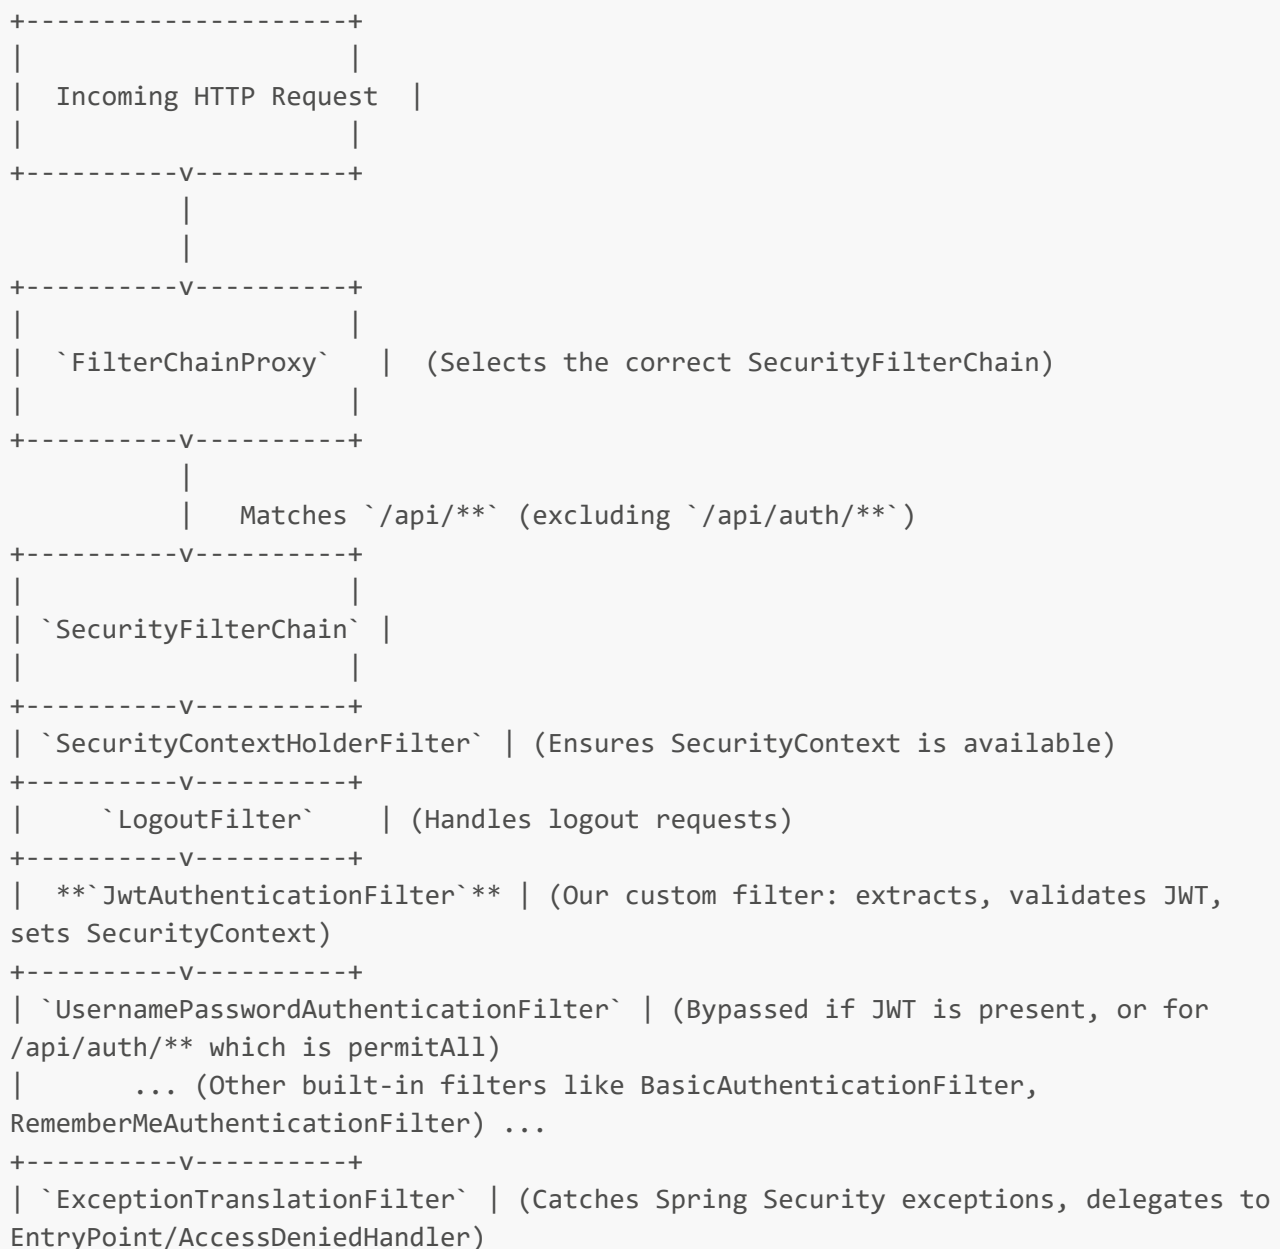 +---------------------+
|                     |
|  Incoming HTTP Request  |
|                     |
+----------v----------+
           |
           |
+----------v----------+
|                     |
|  `FilterChainProxy`   |  (Selects the correct SecurityFilterChain)
|                     |
+----------v----------+
           |
           |   Matches `/api/**` (excluding `/api/auth/**`)
+----------v----------+
|                     |
| `SecurityFilterChain` |
|                     |
+----------v----------+
| `SecurityContextHolderFilter` | (Ensures SecurityContext is available)
+----------v----------+
|     `LogoutFilter`    | (Handles logout requests)
+----------v----------+
|  **`JwtAuthenticationFilter`** | (Our custom filter: extracts, validates JWT,
sets SecurityContext)
+----------v----------+
| `UsernamePasswordAuthenticationFilter` | (Bypassed if JWT is present, or for
/api/auth/** which is permitAll)
|       ... (Other built-in filters like BasicAuthenticationFilter,
RememberMeAuthenticationFilter) ...
+----------v----------+
| `ExceptionTranslationFilter` | (Catches Spring Security exceptions, delegates to
EntryPoint/AccessDeniedHandler)